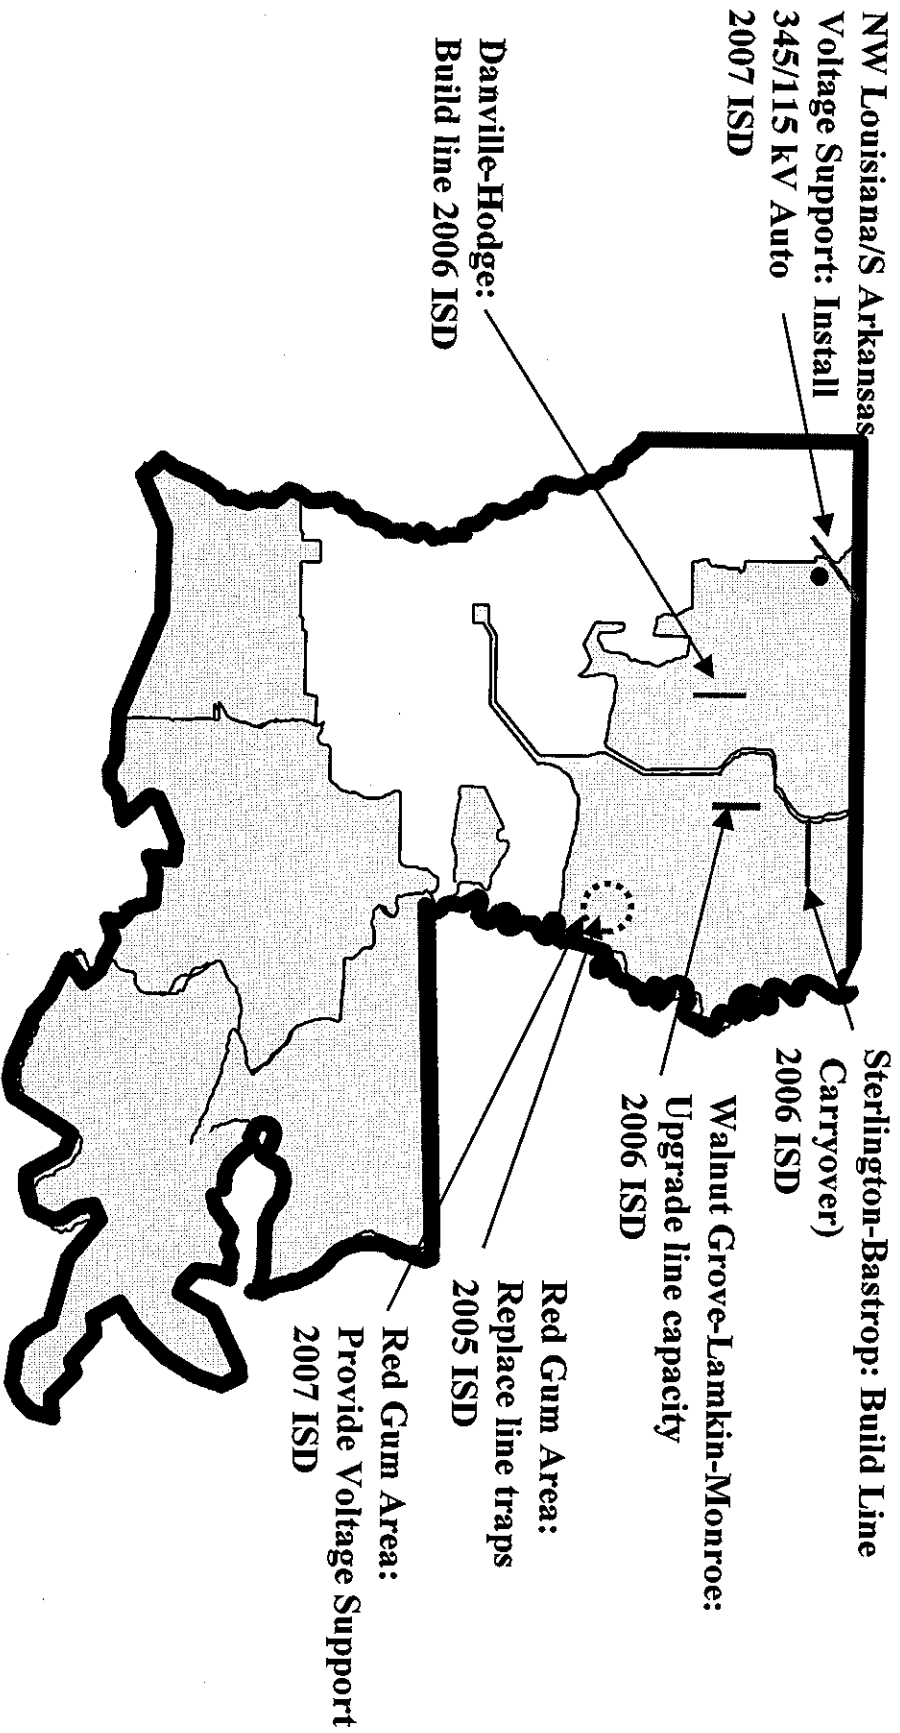 NW Louisiana/S Arkansas
Voltage Support: Install
345/115 kV Auto
2007 ISD
Danville-Hodge:
Build line 2006 ISD
Sterlington-Bastrop: Build Line
Carryover)
2006 ISD
Walnut Grove-Lamkin-Monroe:
Upgrade line capacity
2006 ISD
Red Gum Area:
Replace line traps
2005 ISD
Red Gum Area:
Provide Voltage Support
2007 ISD